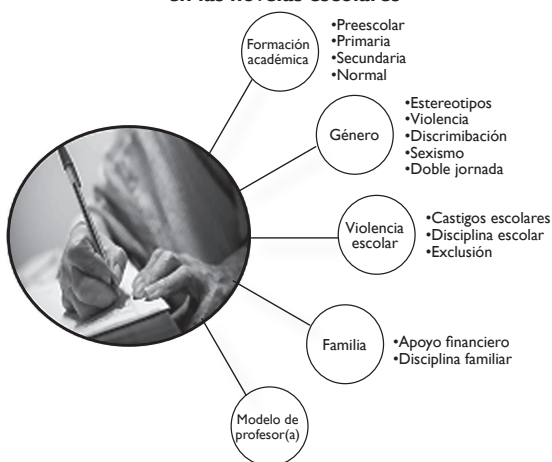 en las novelas escolares
Formación
académica
•Preescolar
•Primaria
•Secundaria
•Normal
Género
•Estereotipos
•Violencia
•Discrimibación
•Sexismo
•Doble jornada
Violencia
escolar
•Castigos escolares
•Disciplina escolar
•Exclusión
Familia
•Apoyo financiero
•Disciplina familiar
Modelo de
profesor(a)